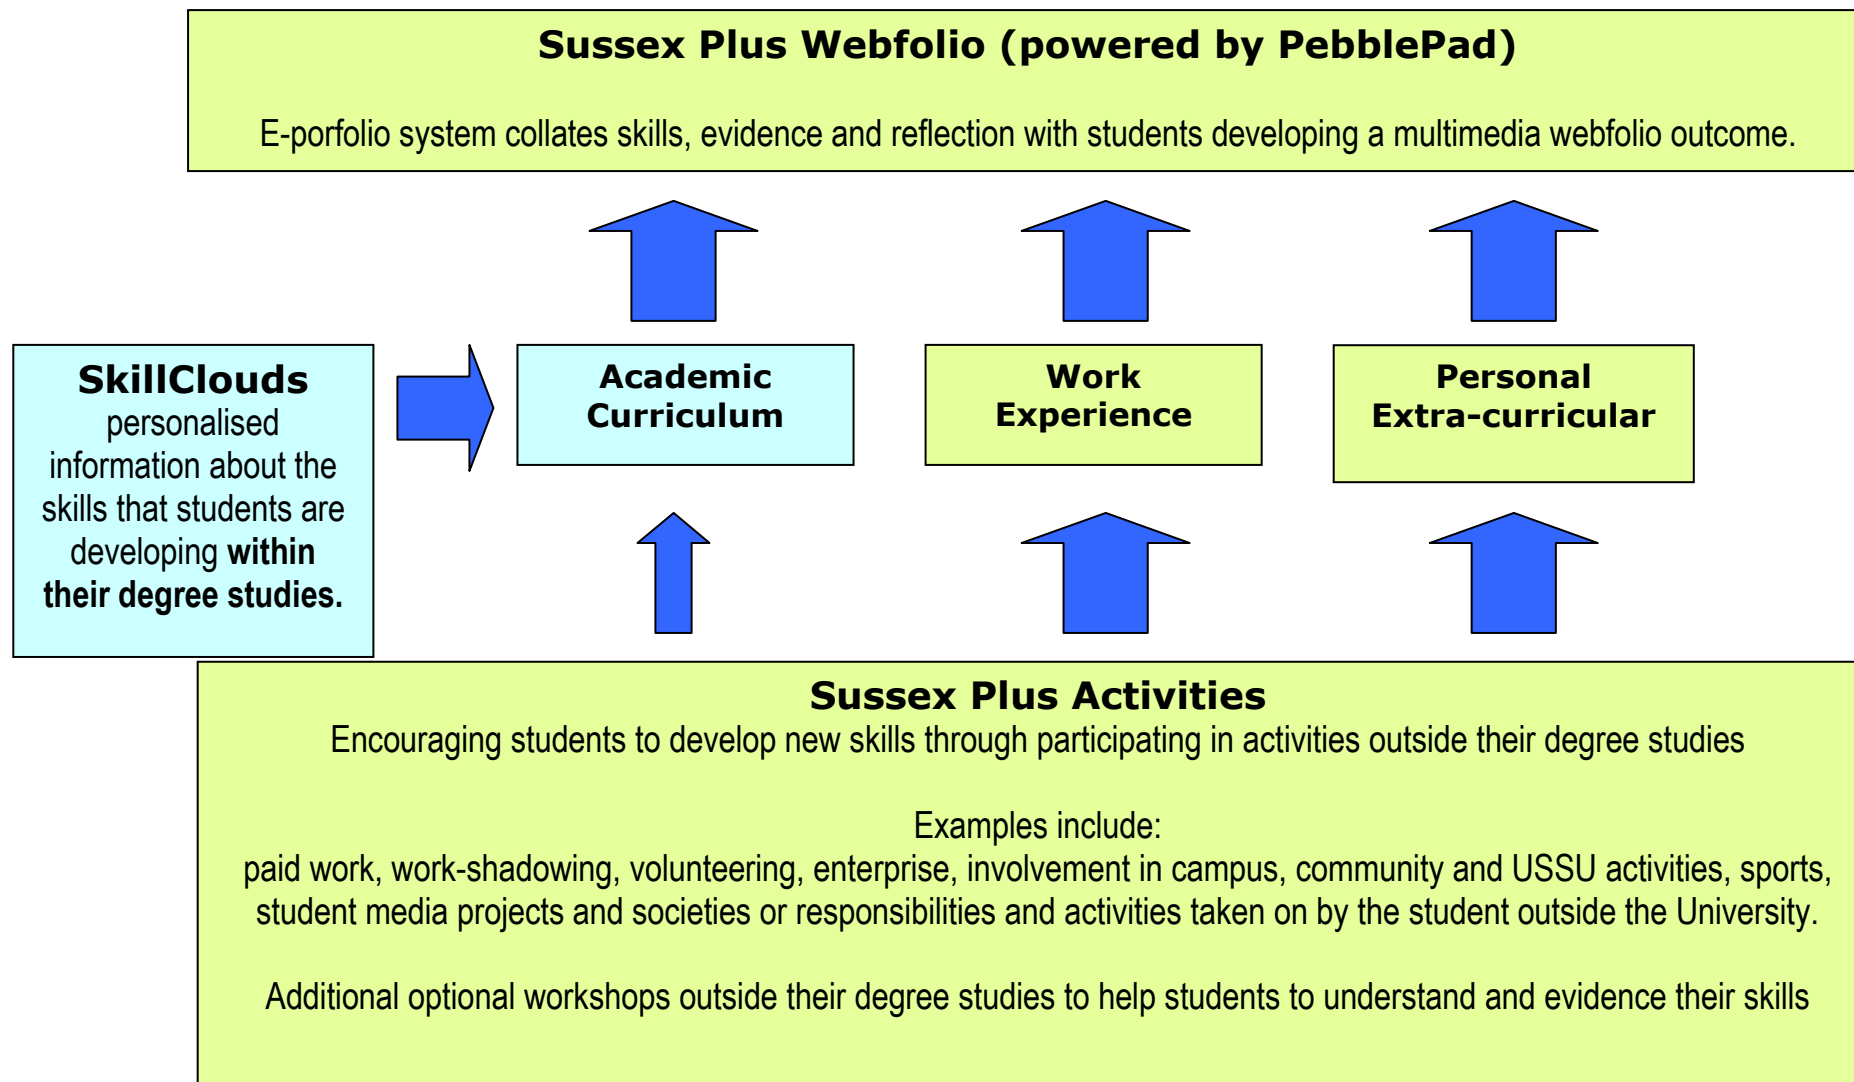 Sussex Plus Webfolio (powered by PebblePad)
E-porfolio system collates skills, evidence and reflection with students developing a multimedia webfolio outcome.
SkillClouds
personalised
information about the
skills that students are
developing within
their degree studies.
Academic
Curriculum
Work
Experience
Personal
Extra-curricular
Sussex Plus Activities
Encouraging students to develop new skills through participating in activities outside their degree studies
Examples include:
paid work, work-shadowing, volunteering, enterprise, involvement in campus, community and USSU activities, sports,
student media projects and societies or responsibilities and activities taken on by the student outside the University.
Additional optional workshops outside their degree studies to help students to understand and evidence their skills